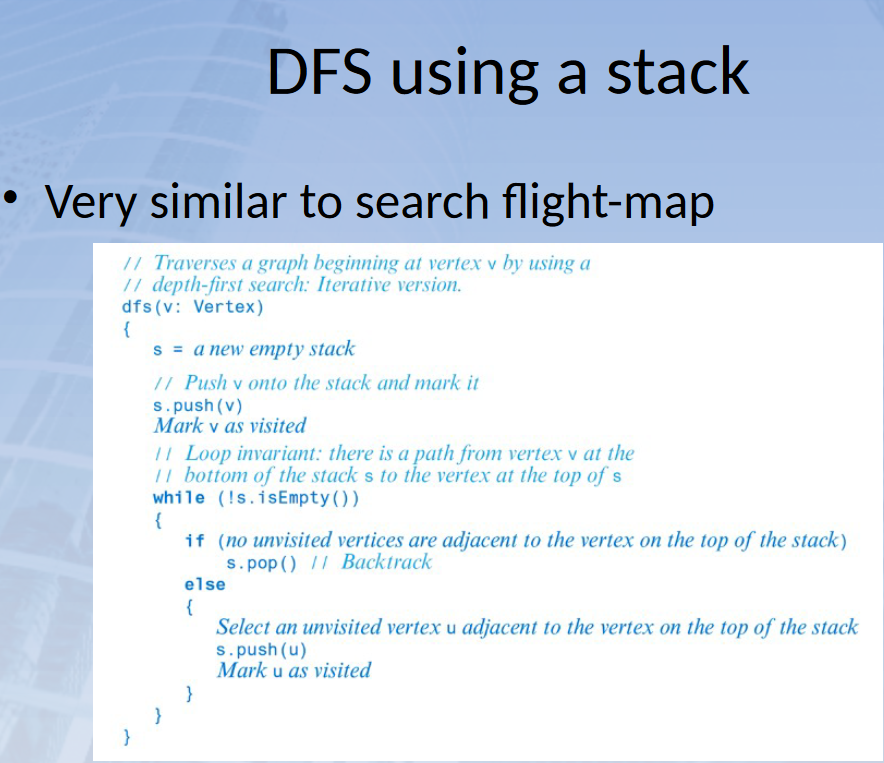 DFS using a stack
• Very similar to search flight-map
// Traverses a graph beginning at vertex v by using a
// depth-first search: Iterative version.
dfs(v: Vertex)
{
s = a new empty stack
// Push v onto the stack and mark it
s.push(v)
Mark v as visited
// Loop invariant: there is a path from vertex v at the
// bottom of the stack s to the vertex at the top of s
while (!s.isEmpty())
{
if (no unvisited vertices are adjacent to the vertex on the top of the stack)
s.pop() // Backtrack
else
{
Select an unvisited vertex u adjacent to the vertex on the top of the stack
s.push(u)
Mark u as visited
}
}
}